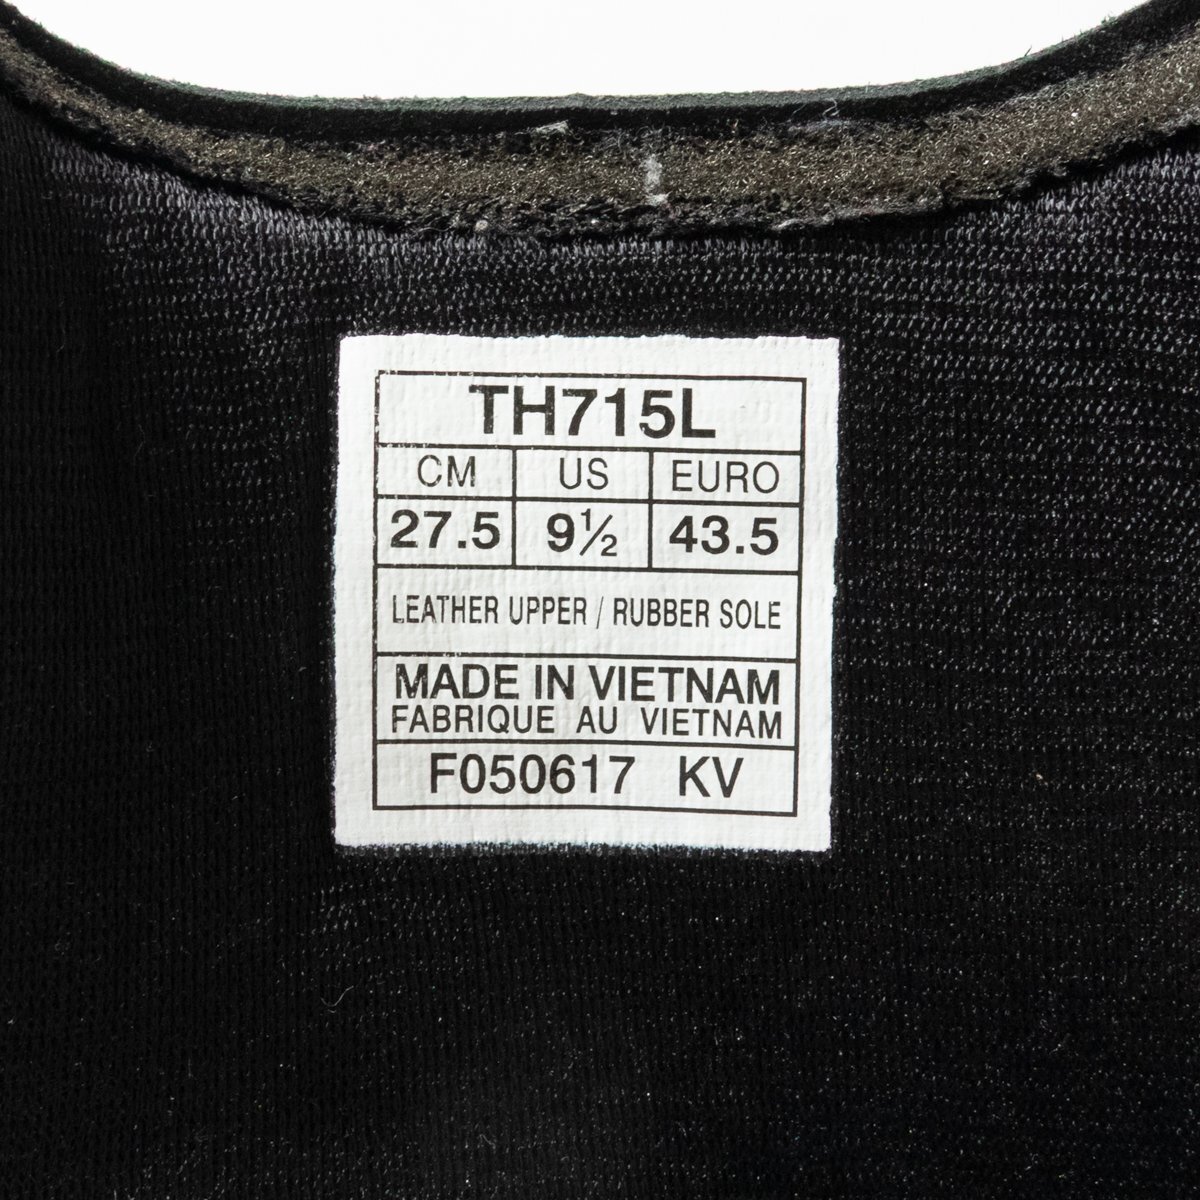 TH715L
CM US EURO
27.5 9½ 43.5
LEATHER UPPER / RUBBER SOLE
MADE IN VIETNAM
FABRIQUE AU VIETNAM
F050617 KV